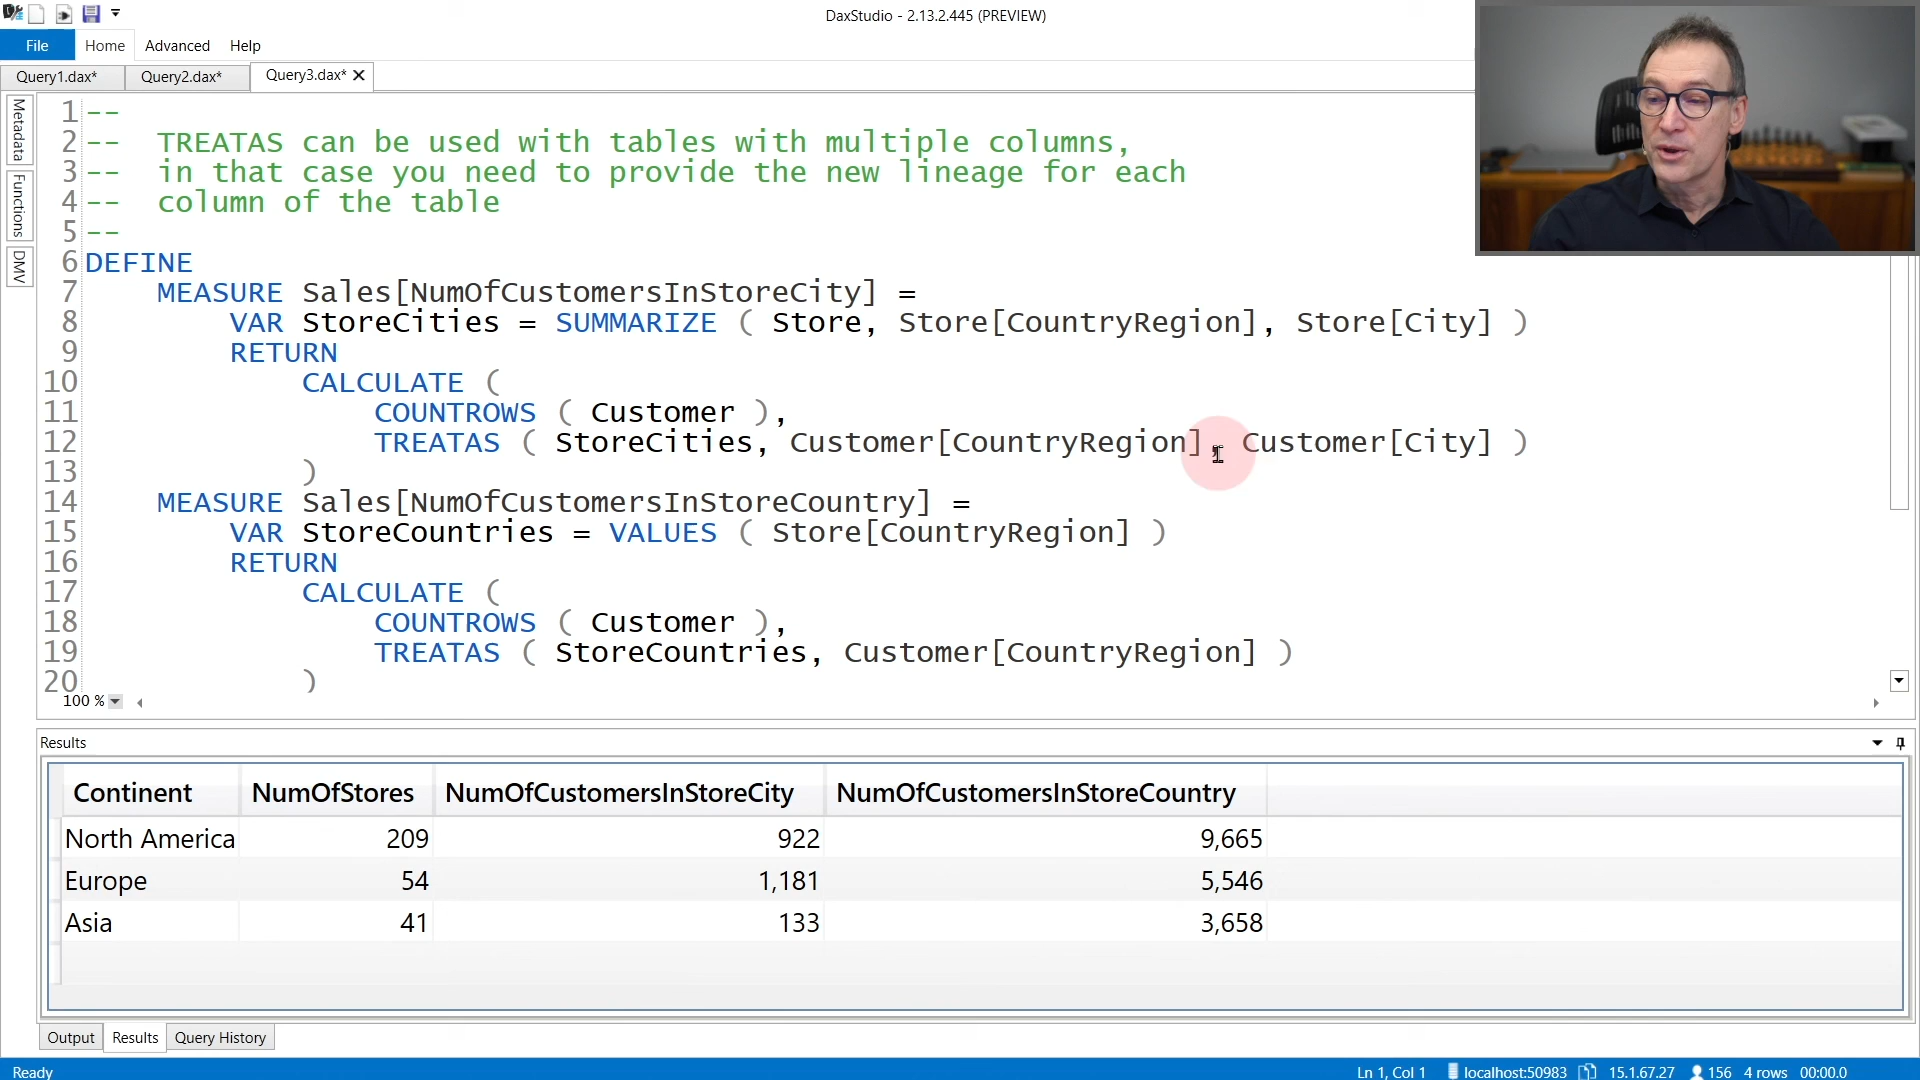 DaxStudio - 2.13.2.445 (PREVIEW)
File Home Advanced Help
Query1.dax* Query2.dax* Query3.dax*
Metadata
Functions
DMV
1 --
2 -- TREATAS can be used with tables with multiple columns,
3 -- in that case you need to provide the new lineage for each
4 -- column of the table
5 --
6 DEFINE
7 MEASURE Sales[NumOfCustomersInStoreCity] =
8 VAR StoreCities = SUMMARIZE ( Store, Store[CountryRegion], Store[City] )
9 RETURN
10 CALCULATE (
11 COUNTROWS ( Customer ),
12 TREATAS ( StoreCities, Customer[CountryRegion], Customer[City] )
13 )
14 MEASURE Sales[NumOfCustomersInStoreCountry] =
15 VAR StoreCountries = VALUES ( Store[CountryRegion] )
16 RETURN
17 CALCULATE (
18 COUNTROWS ( Customer ),
19 TREATAS ( StoreCountries, Customer[CountryRegion] )
20 )
100 %
Results
Continent NumOfStores NumOfCustomersInStoreCity NumOfCustomersInStoreCountry
North America 209 922 9,665
Europe 54 1,181 5,546
Asia 41 133 3,658
Output Results Query History
Ready Ln 1, Col 1 localhost:50983 15.1.67.27 156 4 rows 00:00.0